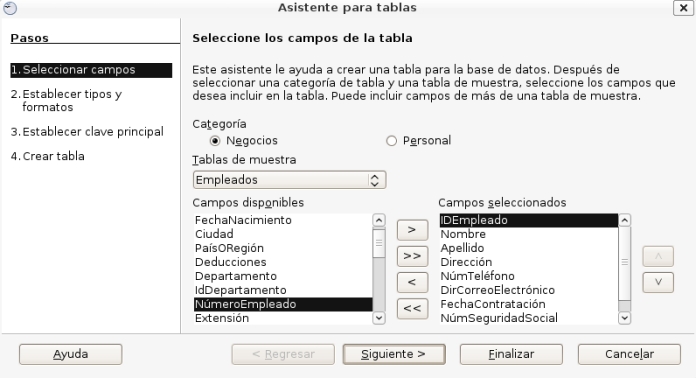 Asistente para tablas
Pasos
1. Seleccionar campos
2. Establecer tipos y
formatos
3. Establecer clave principal
4. Crear tabla
Seleccione los campos de la tabla
Este asistente le ayuda a crear una tabla para la base de datos. Después de
seleccionar una categoría de tabla y una tabla de muestra, seleccione los campos que
desea incluir en la tabla. Puede incluir campos de más de una tabla de muestra.
Categoría
Negocios
Personal
Tablas de muestra
Empleados
Campos disponibles
FechaNacimiento
Ciudad
PaísORegión
Deducciones
Departamento
IdDepartamento
NúmeroEmpleado
Extensión
>
>>
<
<<
Campos seleccionados
IDEmpleado
Nombre
Apellido
Dirección
NúmTeléfono
DirCorreoElectrónico
FechaContratación
NúmSeguridadSocial
Ayuda
< Regresar
Siguiente >
Finalizar
Cancelar